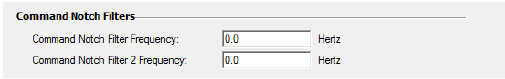 Command Notch Filters
Command Notch Filter Frequency: 0.0 Hertz
Command Notch Filter 2 Frequency: 0.0 Hertz